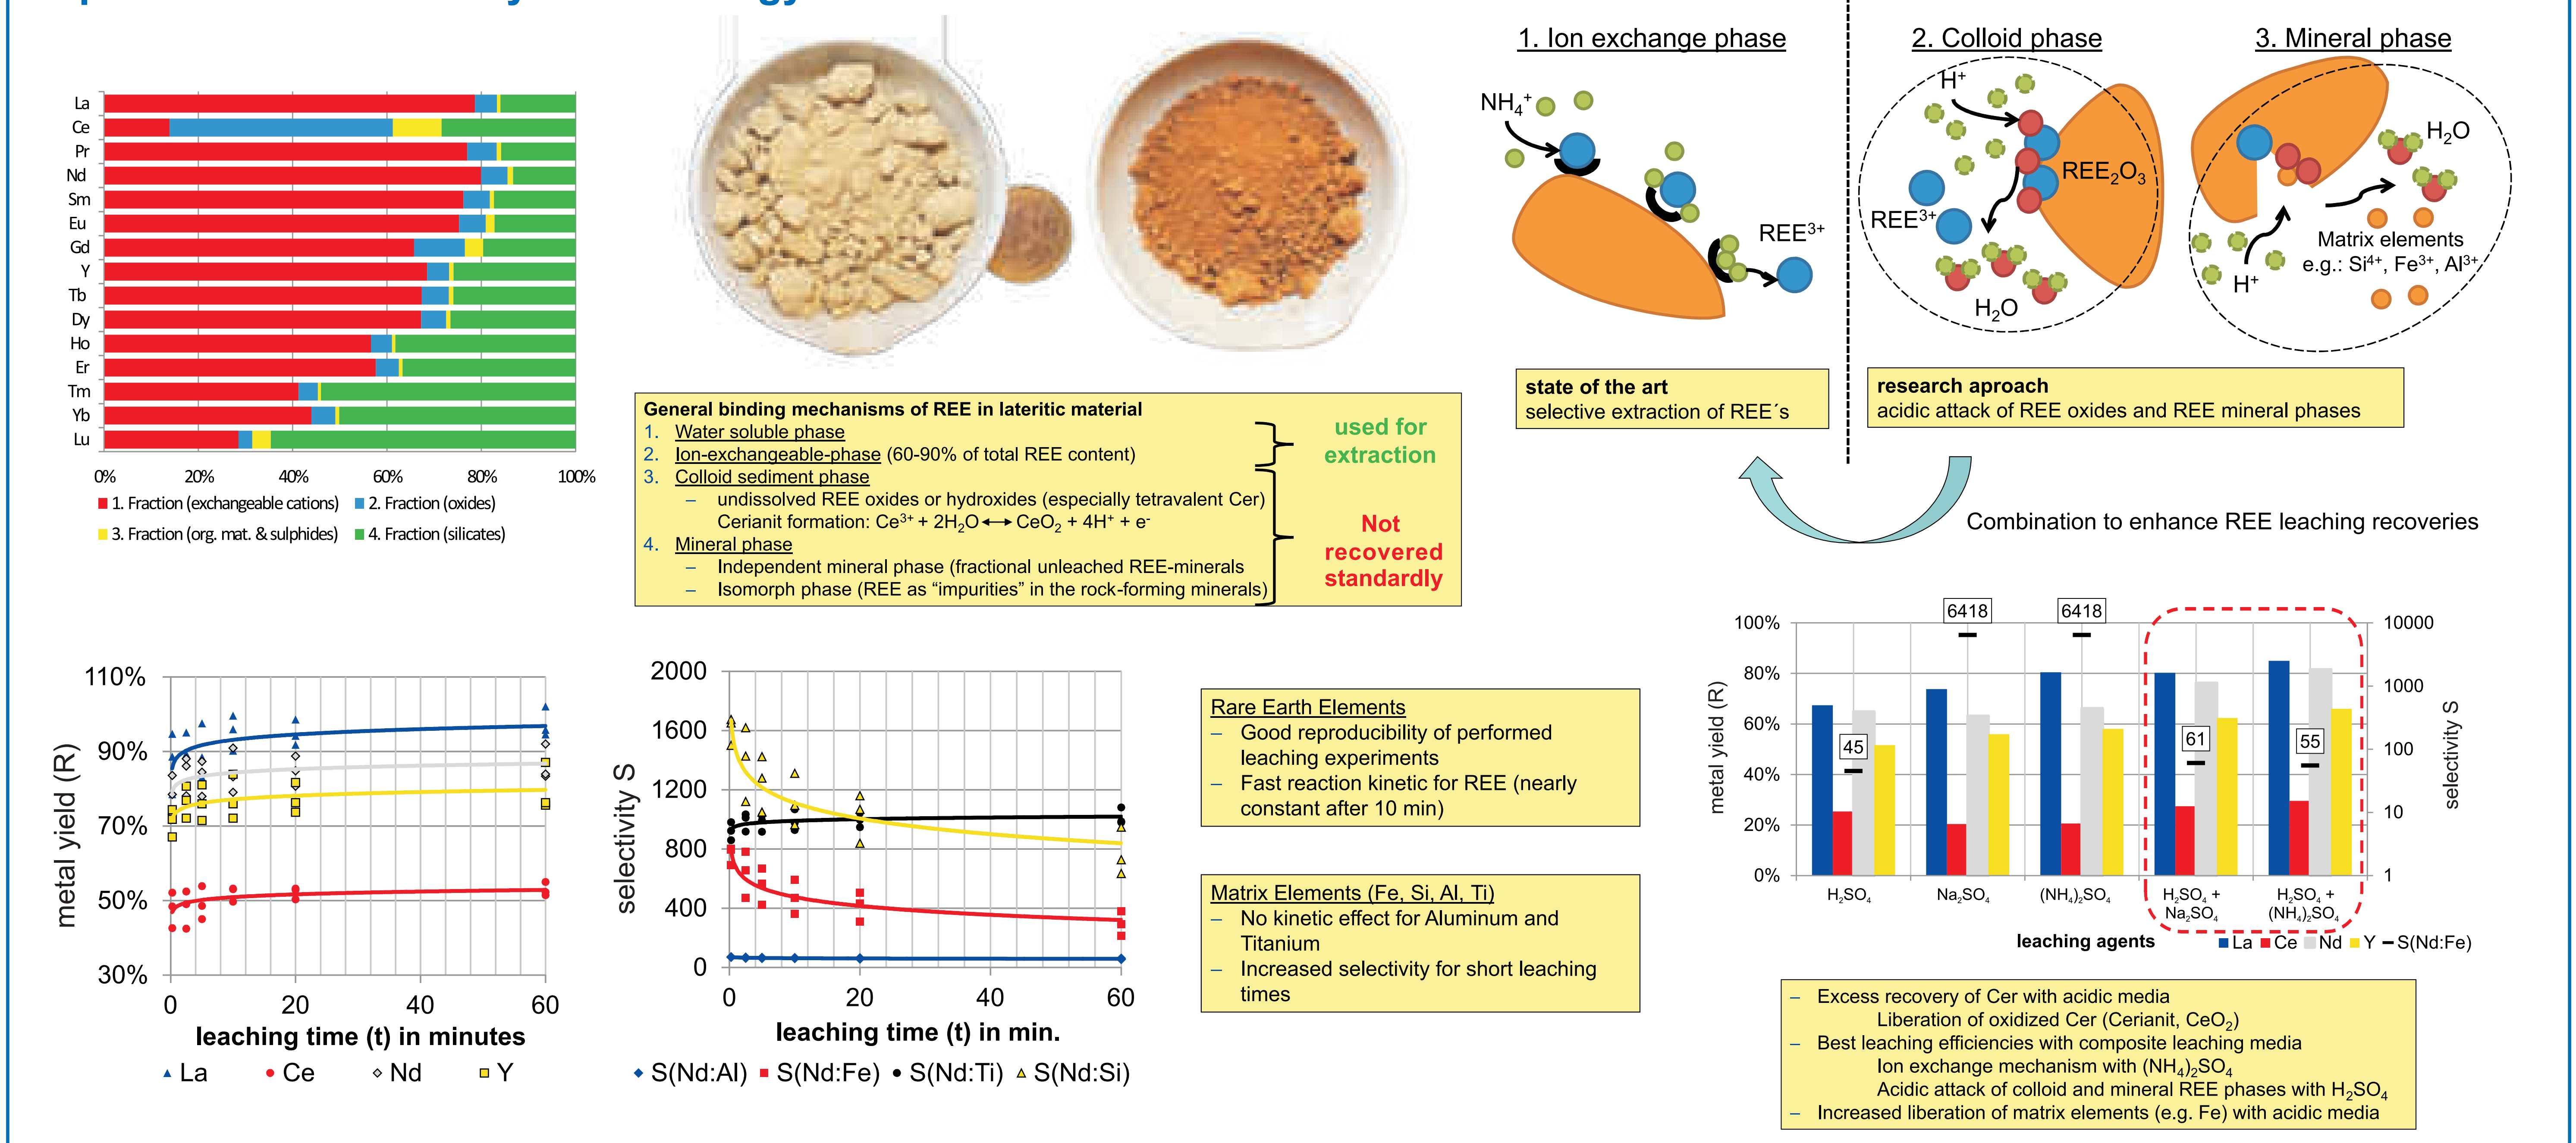 La
Ce
Pr
Nd
Sm
Eu
Gd
Y
Tb
Dy
Ho
Er
Tm
Yb
Lu
0% 20% 40% 60% 80% 100%
1. Fraction (exchangeable cations) 2. Fraction (oxides)
3. Fraction (org. mat. & sulphides) 4. Fraction (silicates)
General binding mechanisms of REE in lateritic material
1. Water soluble phase
2. Ion-exchangeable-phase (60-90% of total REE content)
3. Colloid sediment phase
– undissolved REE oxides or hydroxides (especially tetravalent Cer)
Cerianit formation: Ce³⁺ + 2H₂O ⟷ CeO₂ + 4H⁺ + e⁻
4. Mineral phase
– Independent mineral phase (fractional unleached REE-minerals
– Isomorph phase (REE as “impurities” in the rock-forming minerals)
used for
extraction
Not
recovered
standardly
1. Ion exchange phase
NH₄⁺
REE³⁺
state of the art
selective extraction of REE´s
2. Colloid phase
H⁺
REE₂O₃
REE³⁺
H₂O
3. Mineral phase
H₂O
Matrix elements
e.g.: Si⁴⁺, Fe³⁺, Al³⁺
H⁺
research aproach
acidic attack of REE oxides and REE mineral phases
Combination to enhance REE leaching recoveries
metal yield (R)
110%
90%
70%
50%
30%
0 20 40 60
leaching time (t) in minutes
La Ce Nd Y
selectivity S
2000
1600
1200
800
400
0
0 20 40 60
leaching time (t) in min.
S(Nd:Al) S(Nd:Fe) S(Nd:Ti) S(Nd:Si)
Rare Earth Elements
– Good reproducibility of performed
leaching experiments
– Fast reaction kinetic for REE (nearly
constant after 10 min)
Matrix Elements (Fe, Si, Al, Ti)
– No kinetic effect for Aluminum and
Titanium
– Increased selectivity for short leaching
times
metal yield (R)
100%
80%
60%
40%
20%
0%
45
6418
6418
61
55
10000
1000
100
10
1
selectivity S
H₂SO₄
Na₂SO₄
(NH₄)₂SO₄
H₂SO₄ +
Na₂SO₄
H₂SO₄ +
(NH₄)₂SO₄
leaching agents
La Ce Nd Y S(Nd:Fe)
– Excess recovery of Cer with acidic media
Liberation of oxidized Cer (Cerianit, CeO₂)
– Best leaching efficiencies with composite leaching media
Ion exchange mechanism with (NH₄)₂SO₄
Acidic attack of colloid and mineral REE phases with H₂SO₄
– Increased liberation of matrix elements (e.g. Fe) with acidic media